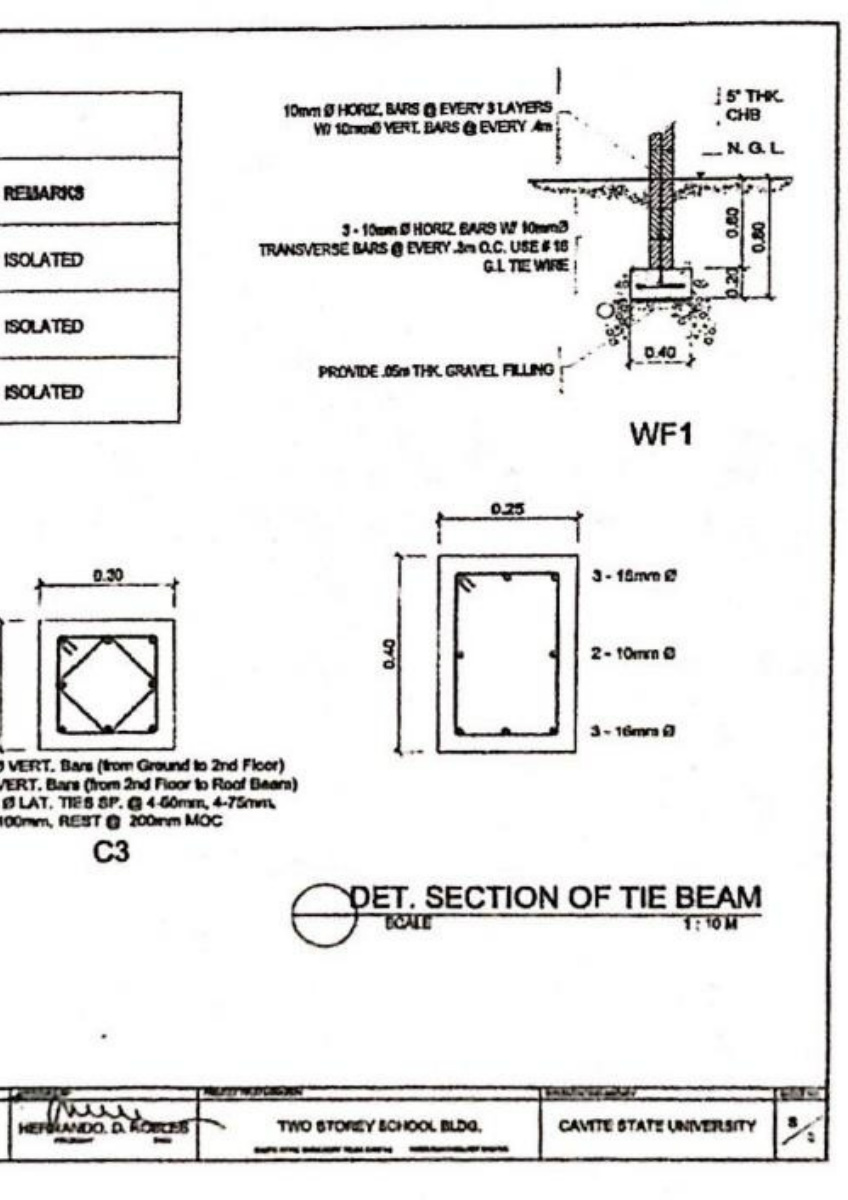 REMARKS
ISOLATED
ISOLATED
ISOLATED
10mm Ø HORIZ. BARS @ EVERY 3 LAYERS
W/ 10mmØ VERT. BARS @ EVERY .4m
5" THK.
CHB
N. G. L.
3 - 10mm Ø HORIZ. BARS W/ 10mmØ
TRANSVERSE BARS @ EVERY .3m O.C. USE # 16
G.I. TIE WIRE
0.60
0.80
0.20
0.40
PROVIDE .05m THK. GRAVEL FILLING
WF1
0.25
0.40
3 - 16mm Ø
2 - 10mm Ø
3 - 16mm Ø
0.30
Ø VERT. Bars (from Ground to 2nd Floor)
VERT. Bars (from 2nd Floor to Roof Beam)
Ø LAT. TIES SP. @ 4-50mm, 4-75mm,
100mm, REST @ 200mm MOC
C3
DET. SECTION OF TIE BEAM
SCALE 1 : 10 M
HERNANDO. D. ROBLES
TWO STOREY SCHOOL BLDG.
CAVITE STATE UNIVERSITY